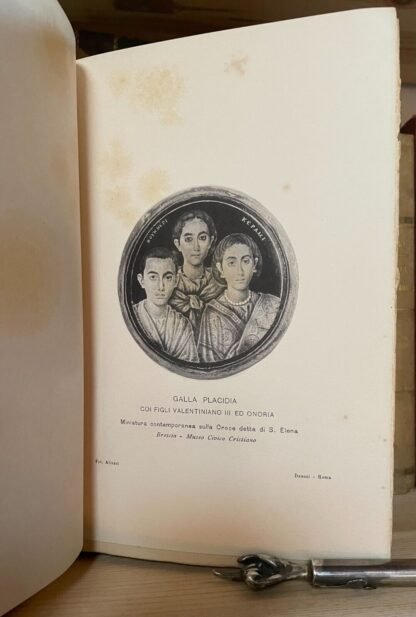 ΒΟΥΝΝΕΡΙ ΚΕΡΑΜΙ
GALLA PLACIDIA
COI FIGLI VALENTINIANO III ED ONORIA
Miniatura contemporanea sulla Croce detta di S. Elena
Brescia - Museo Civico Cristiano
Fot. Alinari Danesi - Roma